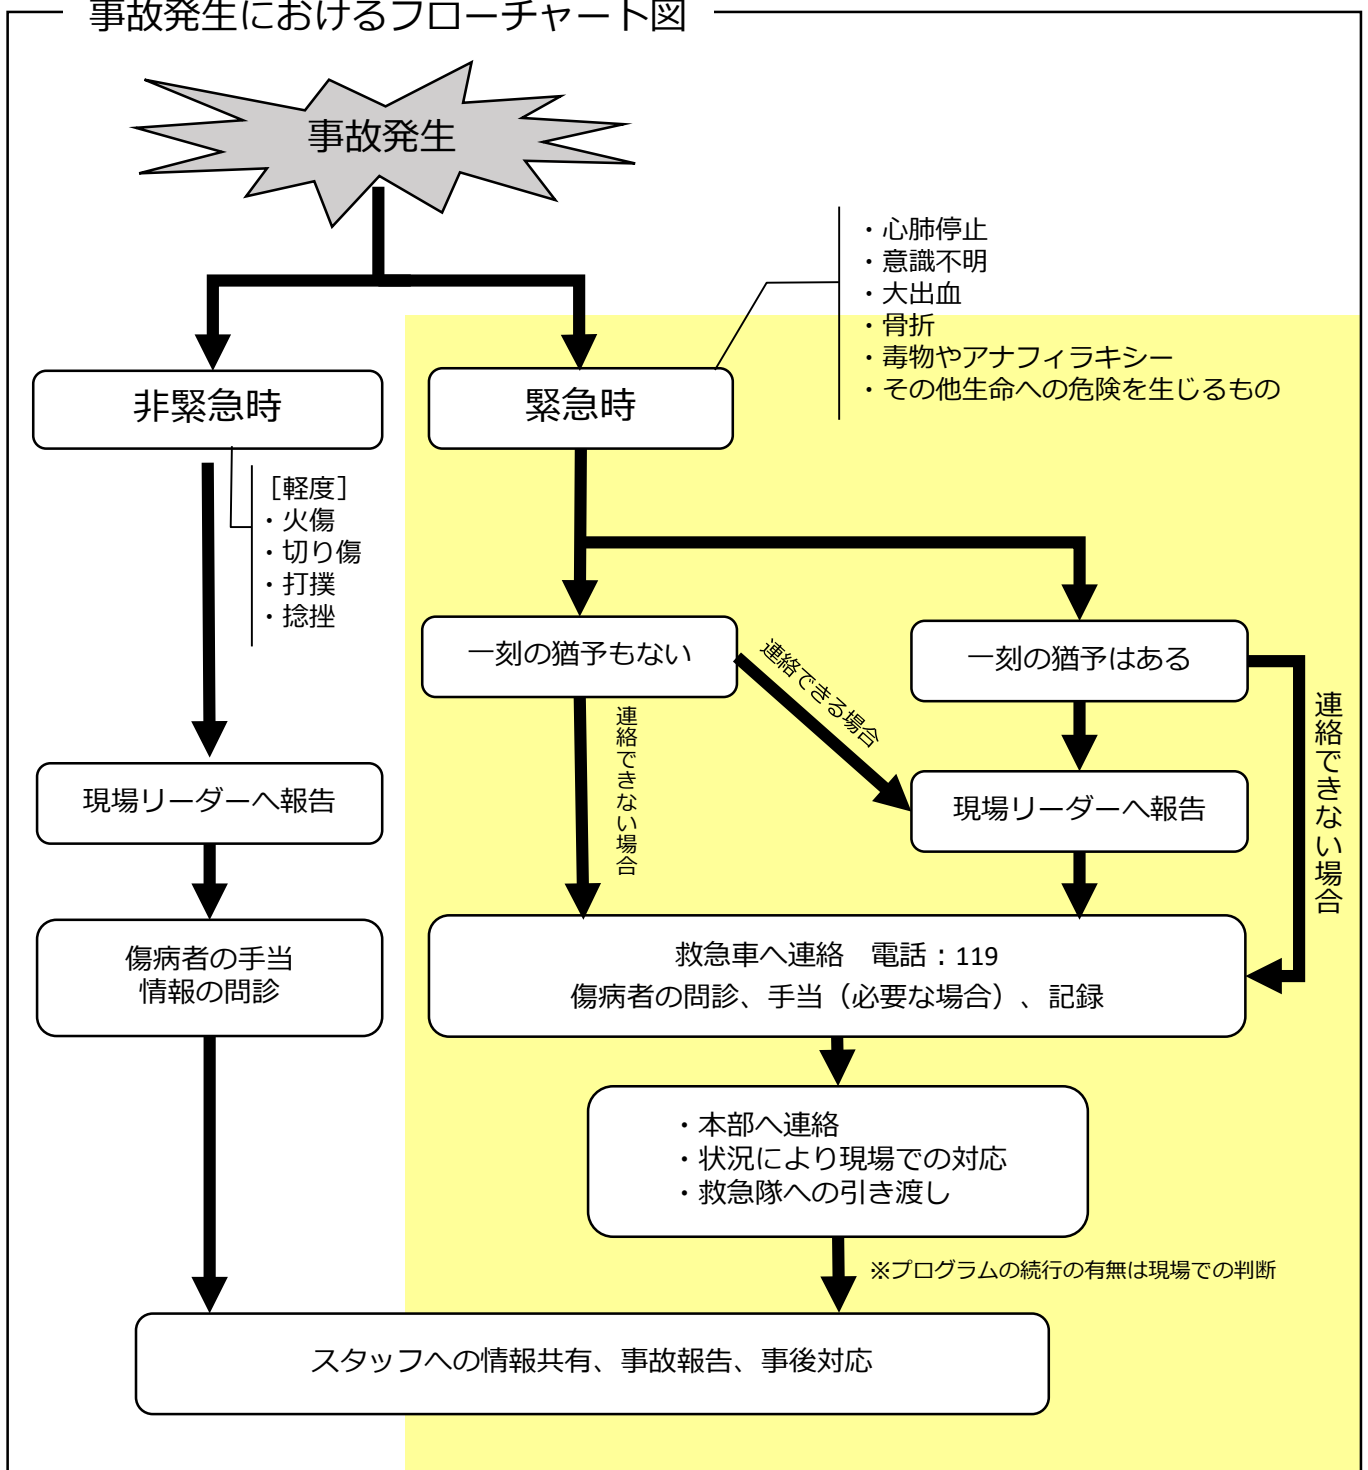 事故発生におけるフローチャート図
事故発生
・心肺停止
・意識不明
・大出血
・骨折
・毒物やアナフィラキシー
・その他生命への危険を生じるもの
非緊急時
緊急時
［軽度］
・火傷
・切り傷
・打撲
・捻挫
一刻の猶予もない
連絡できる場合
一刻の猶予はある
連絡できない場合
連絡できない場合
現場リーダーへ報告
現場リーダーへ報告
傷病者の手当
情報の問診
救急車へ連絡　電話：119
傷病者の問診、手当（必要な場合）、記録
・本部へ連絡
・状況により現場での対応
・救急隊への引き渡し
※プログラムの続行の有無は現場での判断
スタッフへの情報共有、事故報告、事後対応